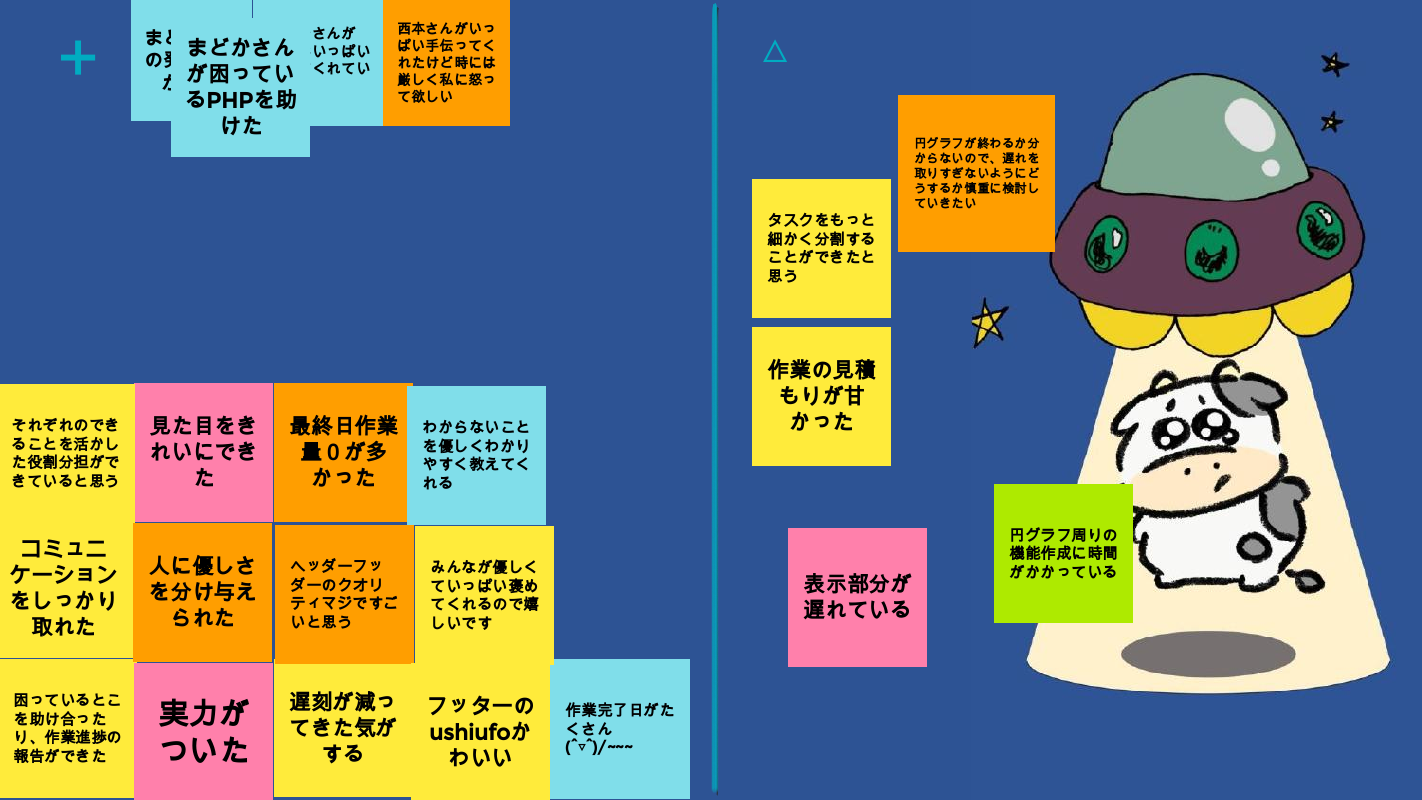 まどかさん
が困ってい
るPHPを助
けた
さんが
いっぱい
くれてい
西本さんがいっ
ぱい手伝ってく
れたけど時には
厳しく私に怒っ
て欲しい
それぞれのでき
ることを活かし
た役割分担がで
きていると思う
見た目をき
れいにでき
た
最終日作業
量０が多
かった
わからないこと
を優しくわかり
やすく教えてく
れる
コミュニ
ケーション
をしっかり
取れた
人に優しさ
を分け与え
られた
ヘッダーフッ
ダーのクオリ
ティマジですご
いと思う
みんなが優しく
ていっぱい褒め
てくれるので嬉
しいです
困っているとこ
を助け合った
り、作業進捗の
報告ができた
実力が
ついた
遅刻が減っ
てきた気が
する
フッターの
ushiufoか
わいい
作業完了日がた
くさん
(^▿^)/~~~
円グラフが終わるか分
からないので、遅れを
取りすぎないようにど
うするか慎重に検討し
ていきたい
タスクをもっと
細かく分割する
ことができたと
思う
作業の見積
もりが甘
かった
円グラフ周りの
機能作成に時間
がかかっている
表示部分が
遅れている